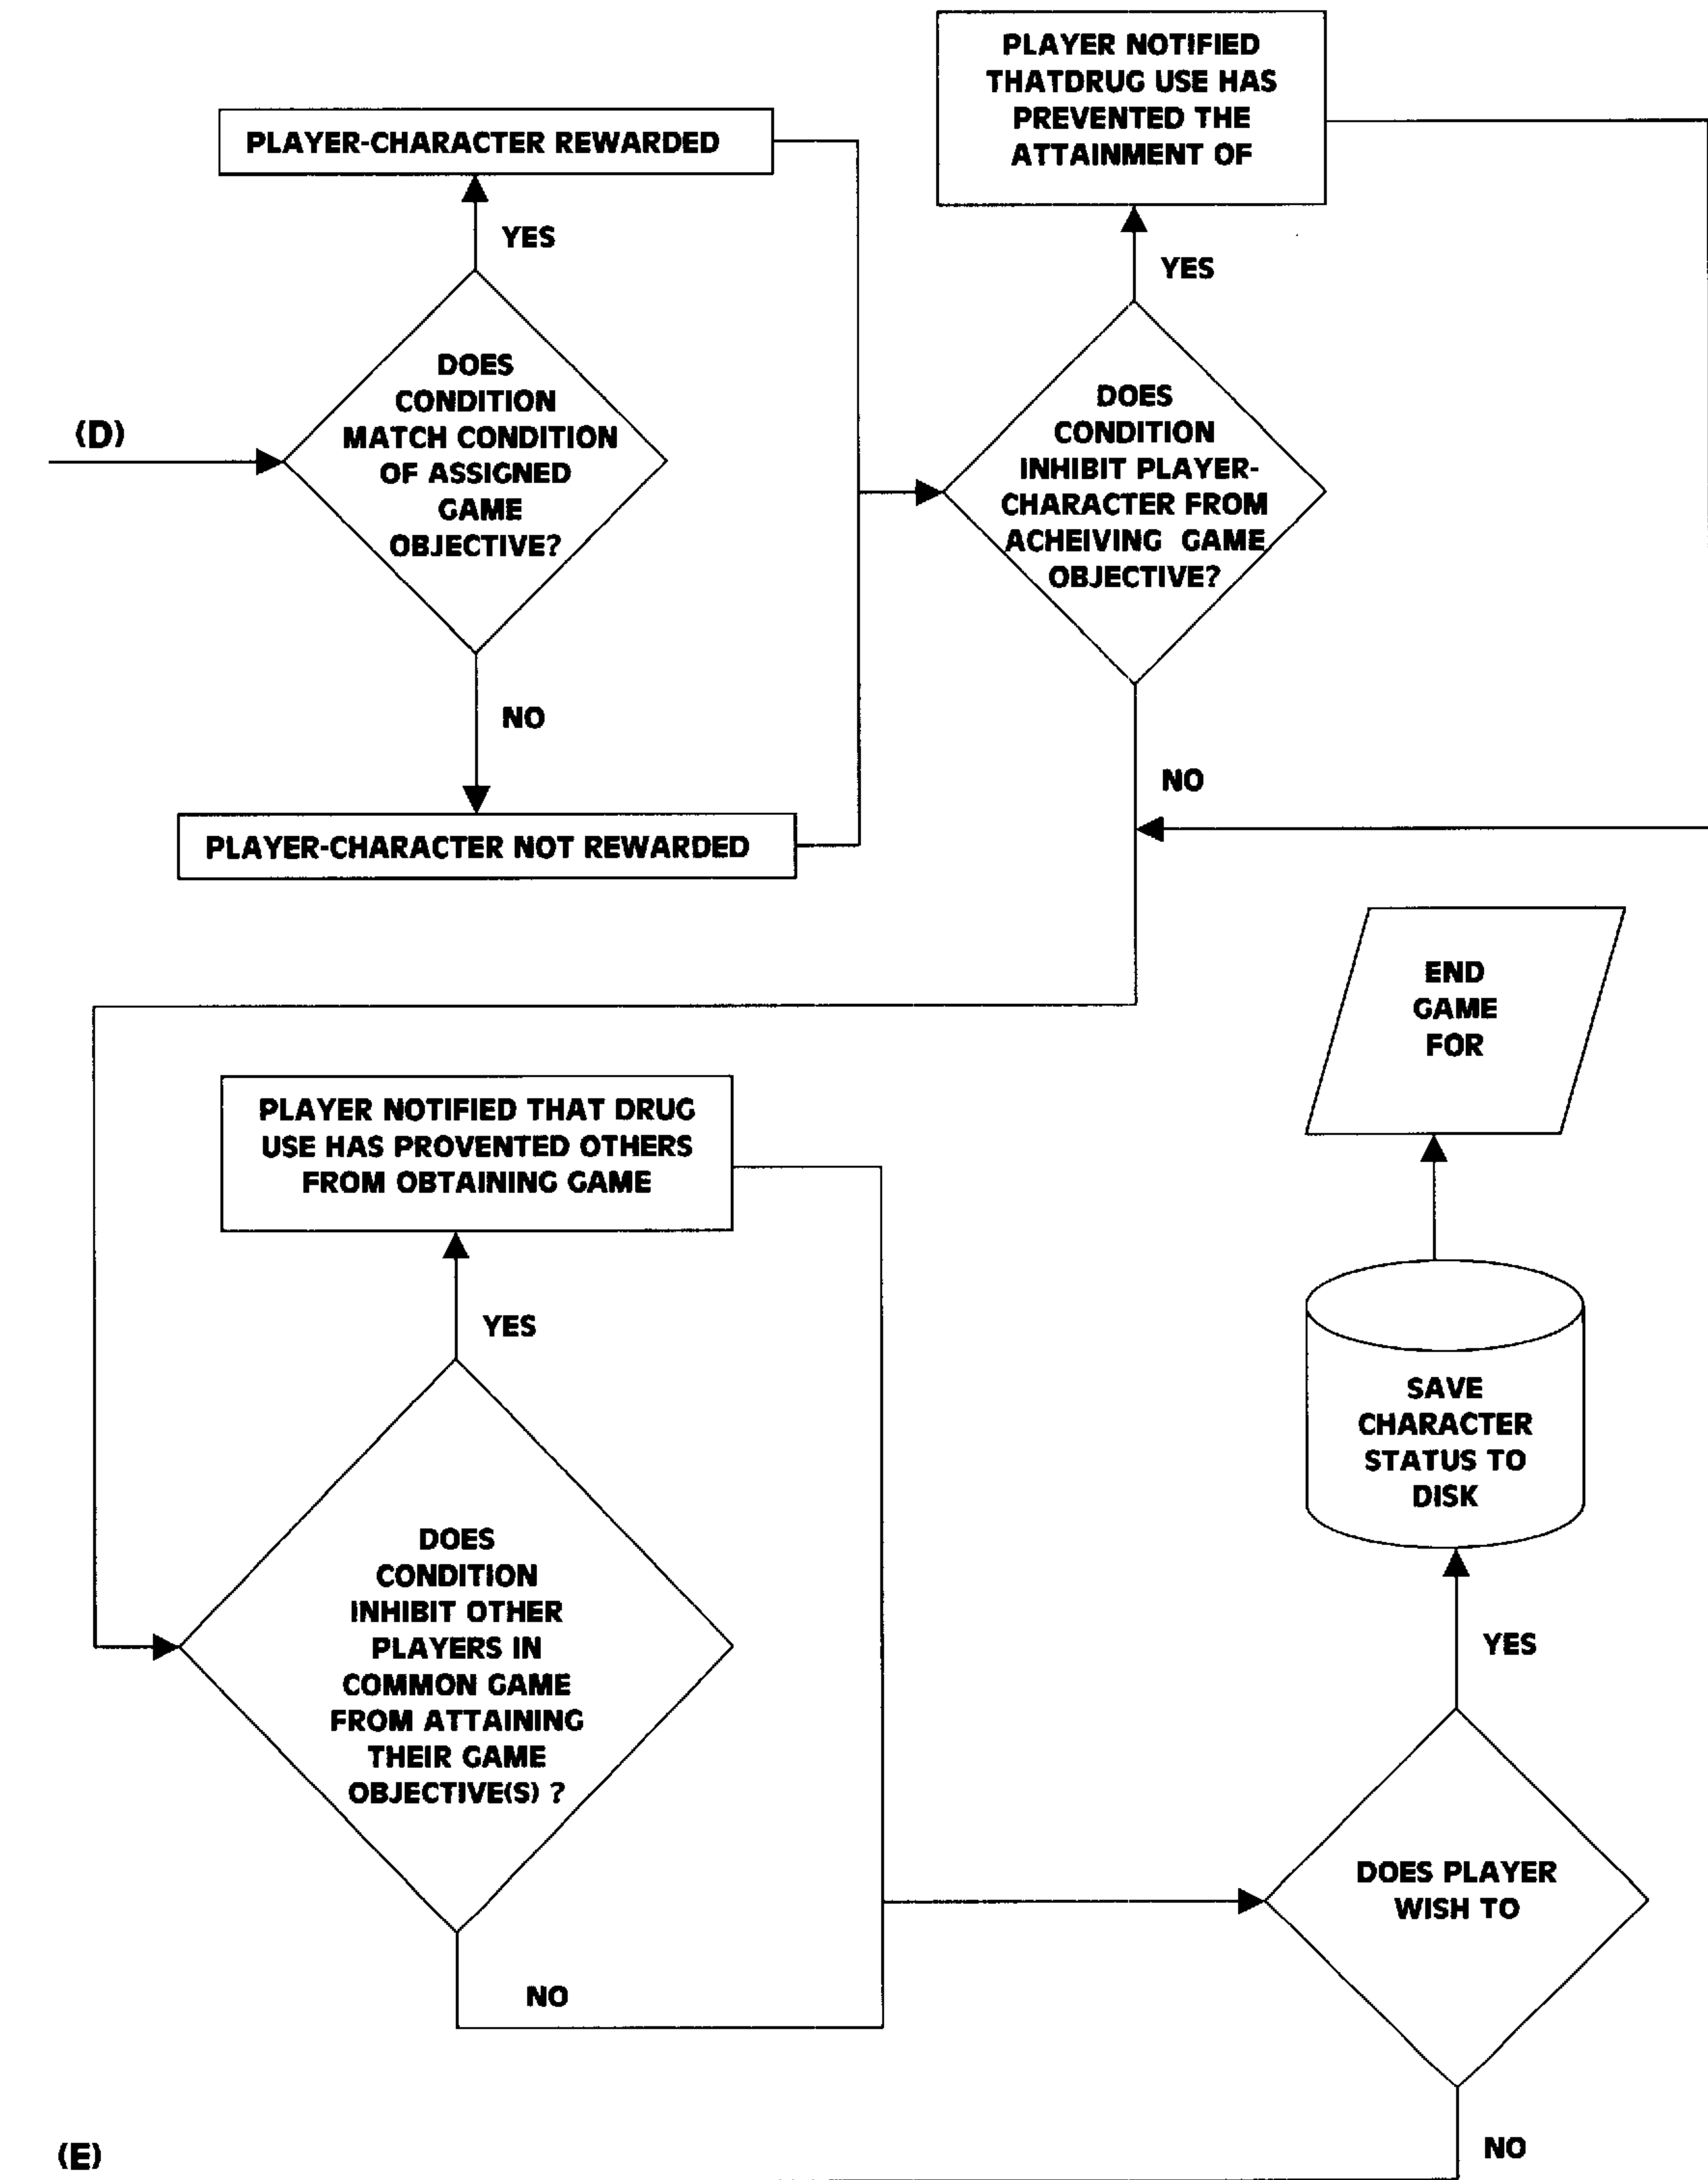 PLAYER NOTIFIED
THATDRUG USE HAS
PREVENTED THE
ATTAINMENT OF
PLAYER-CHARACTER REWARDED
YES
YES
DOES
CONDITION
MATCH CONDITION
OF ASSIGNED
GAME
OBJECTIVE?
(D)
DOES
CONDITION
INHIBIT PLAYER-
CHARACTER FROM
ACHEIVING GAME
OBJECTIVE?
NO
NO
PLAYER-CHARACTER NOT REWARDED
END
GAME
FOR
PLAYER NOTIFIED THAT DRUG
USE HAS PROVENTED OTHERS
FROM OBTAINING GAME
YES
SAVE
CHARACTER
STATUS TO
DISK
DOES
CONDITION
INHIBIT OTHER
PLAYERS IN
COMMON GAME
FROM ATTAINING
THEIR GAME
OBJECTIVE(S) ?
YES
DOES PLAYER
WISH TO
NO
NO
(E)